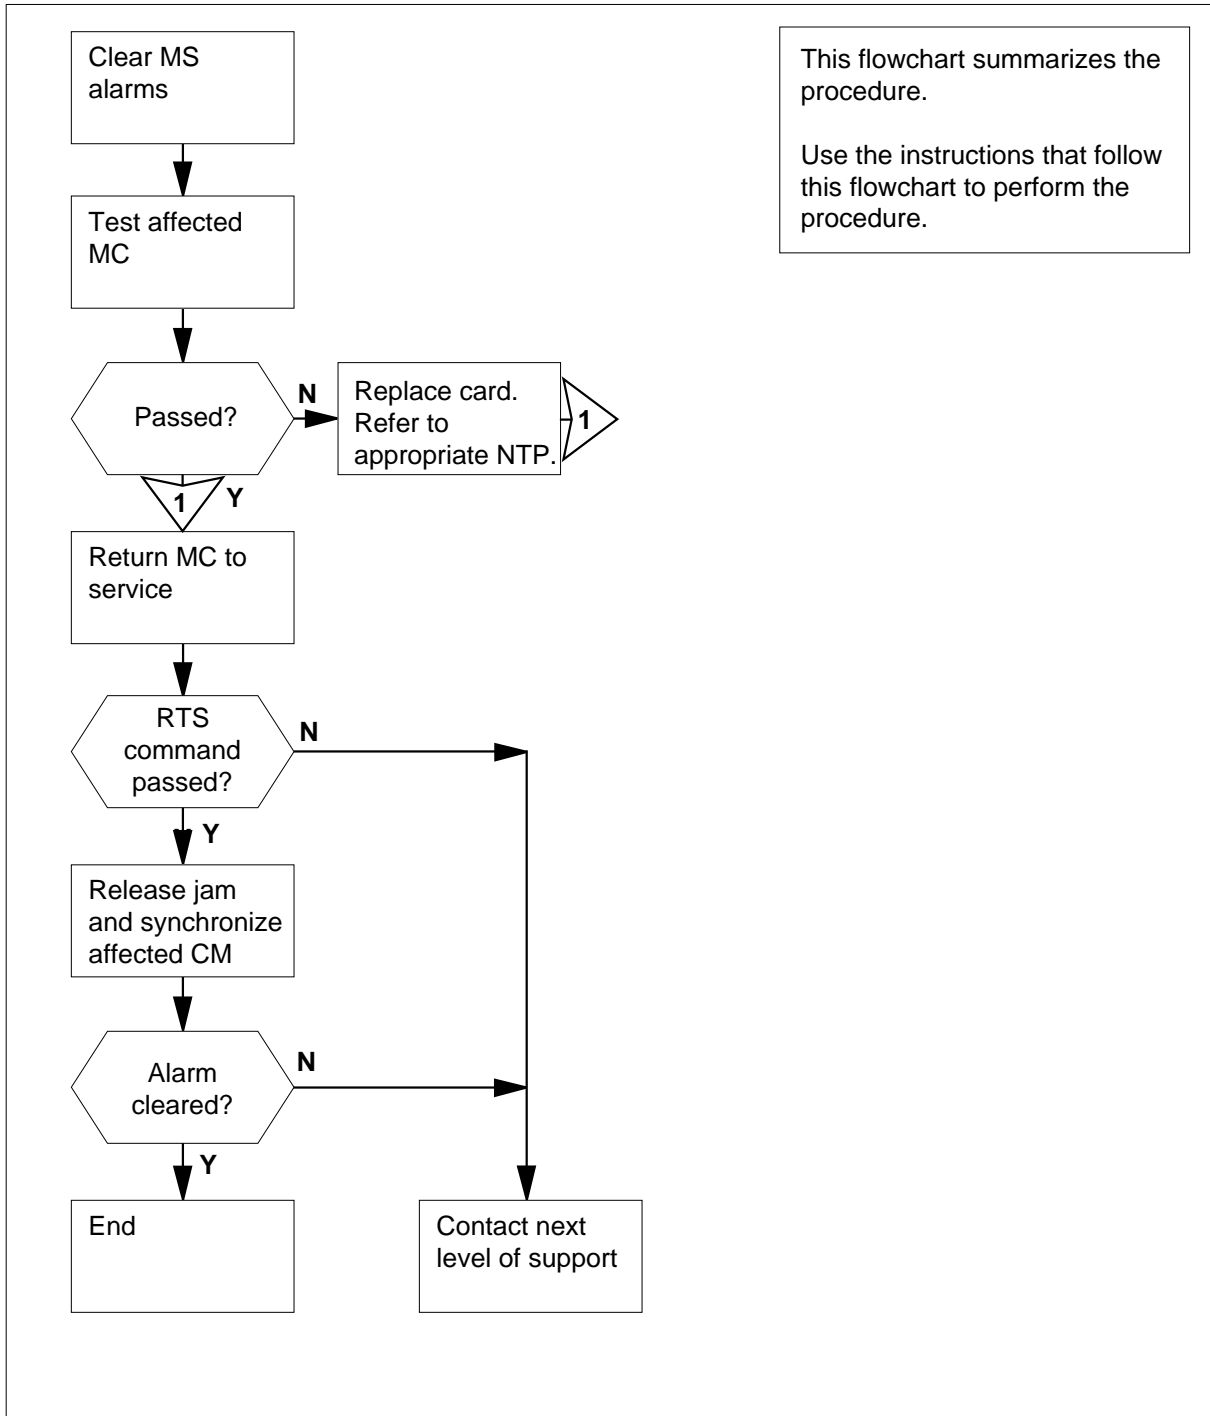 Clear MS
alarms
This flowchart summarizes the
procedure.
Use the instructions that follow
this flowchart to perform the
procedure.
Test affected
MC
Passed?
N
Replace card.
Refer to
appropriate NTP.
1
1
Y
Return MC to
service
RTS
command
passed?
N
Y
Release jam
and synchronize
affected CM
Alarm
cleared?
N
Y
End
Contact next
level of support